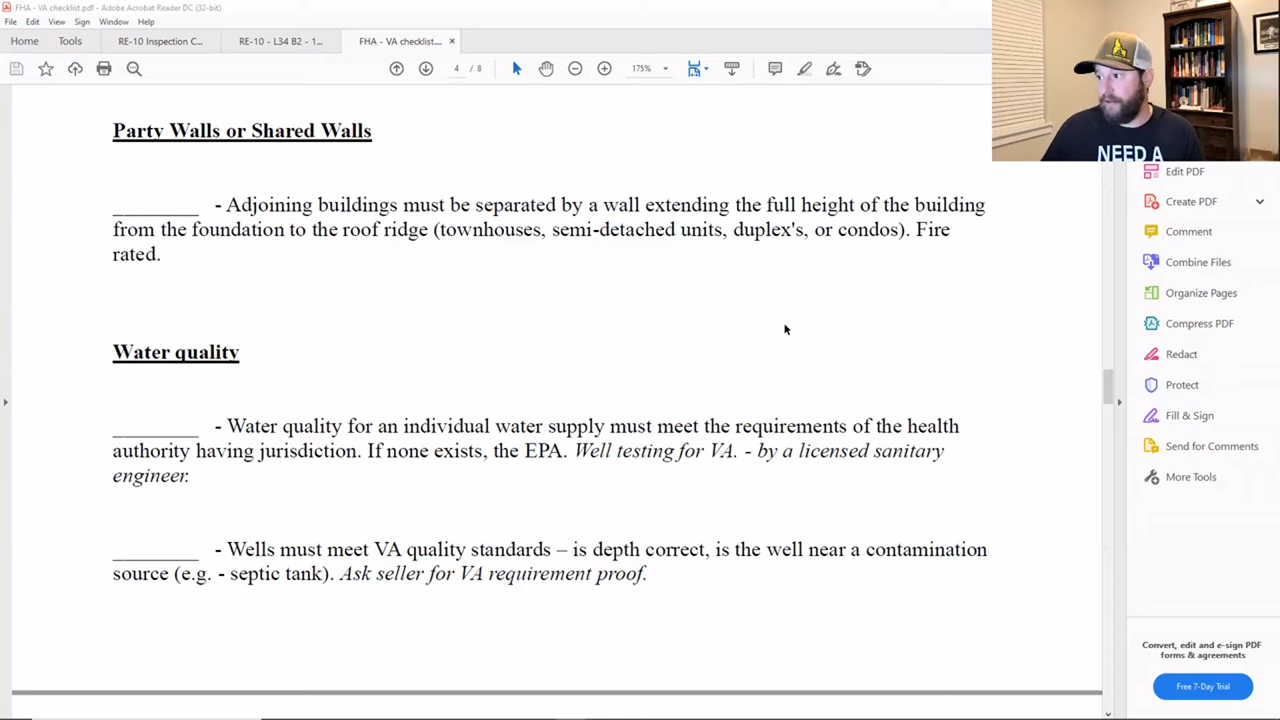 FHA - VA checklist.pdf - Adobe Acrobat Reader DC (32-bit)
File Edit View Sign Window Help
Home Tools RE-10 Inspection C... RE-10 - L34 B5 -_1... FHA - VA checklist....
4 / 8 175%
NEED A
Party Walls or Shared Walls
________ - Adjoining buildings must be separated by a wall extending the full height of the building
from the foundation to the roof ridge (townhouses, semi-detached units, duplex's, or condos). Fire
rated.
Water quality
________ - Water quality for an individual water supply must meet the requirements of the health
authority having jurisdiction. If none exists, the EPA. Well testing for VA. - by a licensed sanitary
engineer.
________ - Wells must meet VA quality standards – is depth correct, is the well near a contamination
source (e.g. - septic tank). Ask seller for VA requirement proof.
Edit PDF
Create PDF
Comment
Combine Files
Organize Pages
Compress PDF
Redact
Protect
Fill & Sign
Send for Comments
More Tools
Convert, edit and e-sign PDF
forms & agreements
Free 7-Day Trial